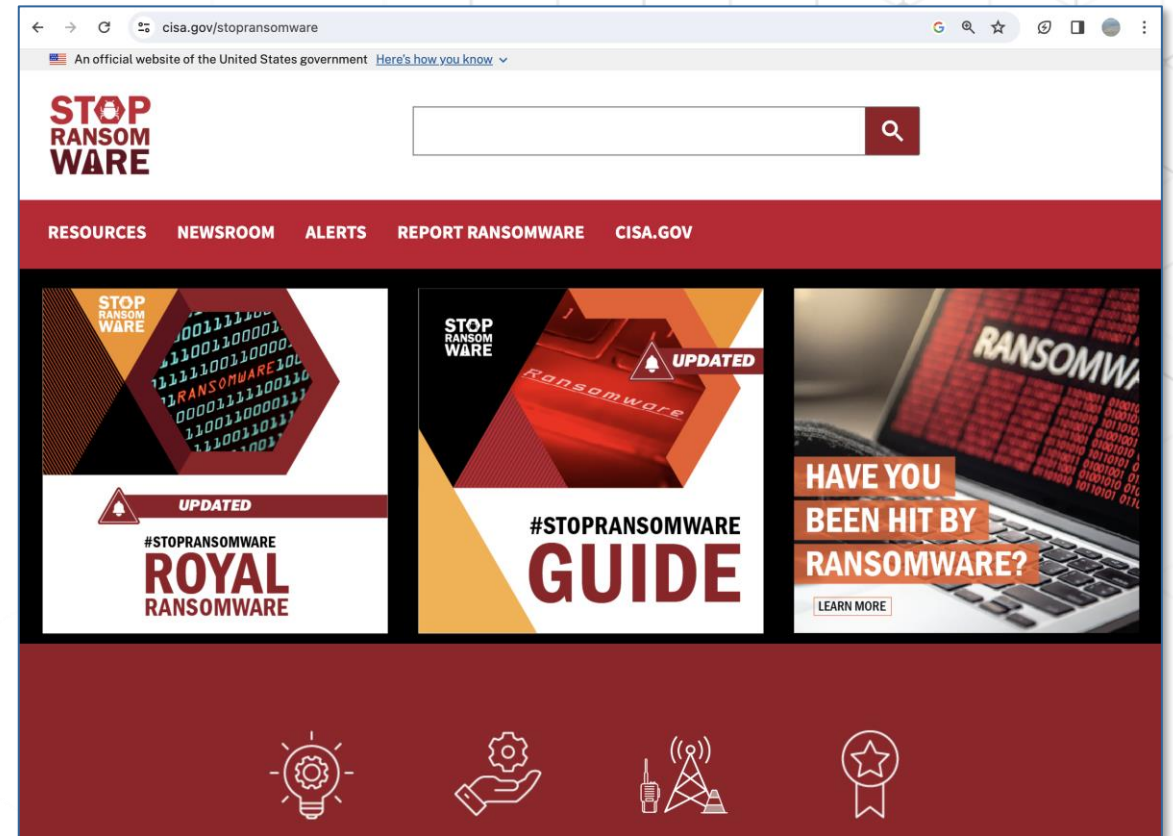 cisa.gov/stopransomware
An official website of the United States government Here's how you know
STOP
RANSOM
WARE
RESOURCES NEWSROOM ALERTS REPORT RANSOMWARE CISA.GOV
STOP
RANSOM
WARE
RANSOMWARE
UPDATED
#STOPRANSOMWARE
ROYAL
RANSOMWARE
STOP
RANSOM
WARE
UPDATED
Ransomware
#STOPRANSOMWARE
GUIDE
RANSOMWA
HAVE YOU
BEEN HIT BY
RANSOMWARE?
LEARN MORE